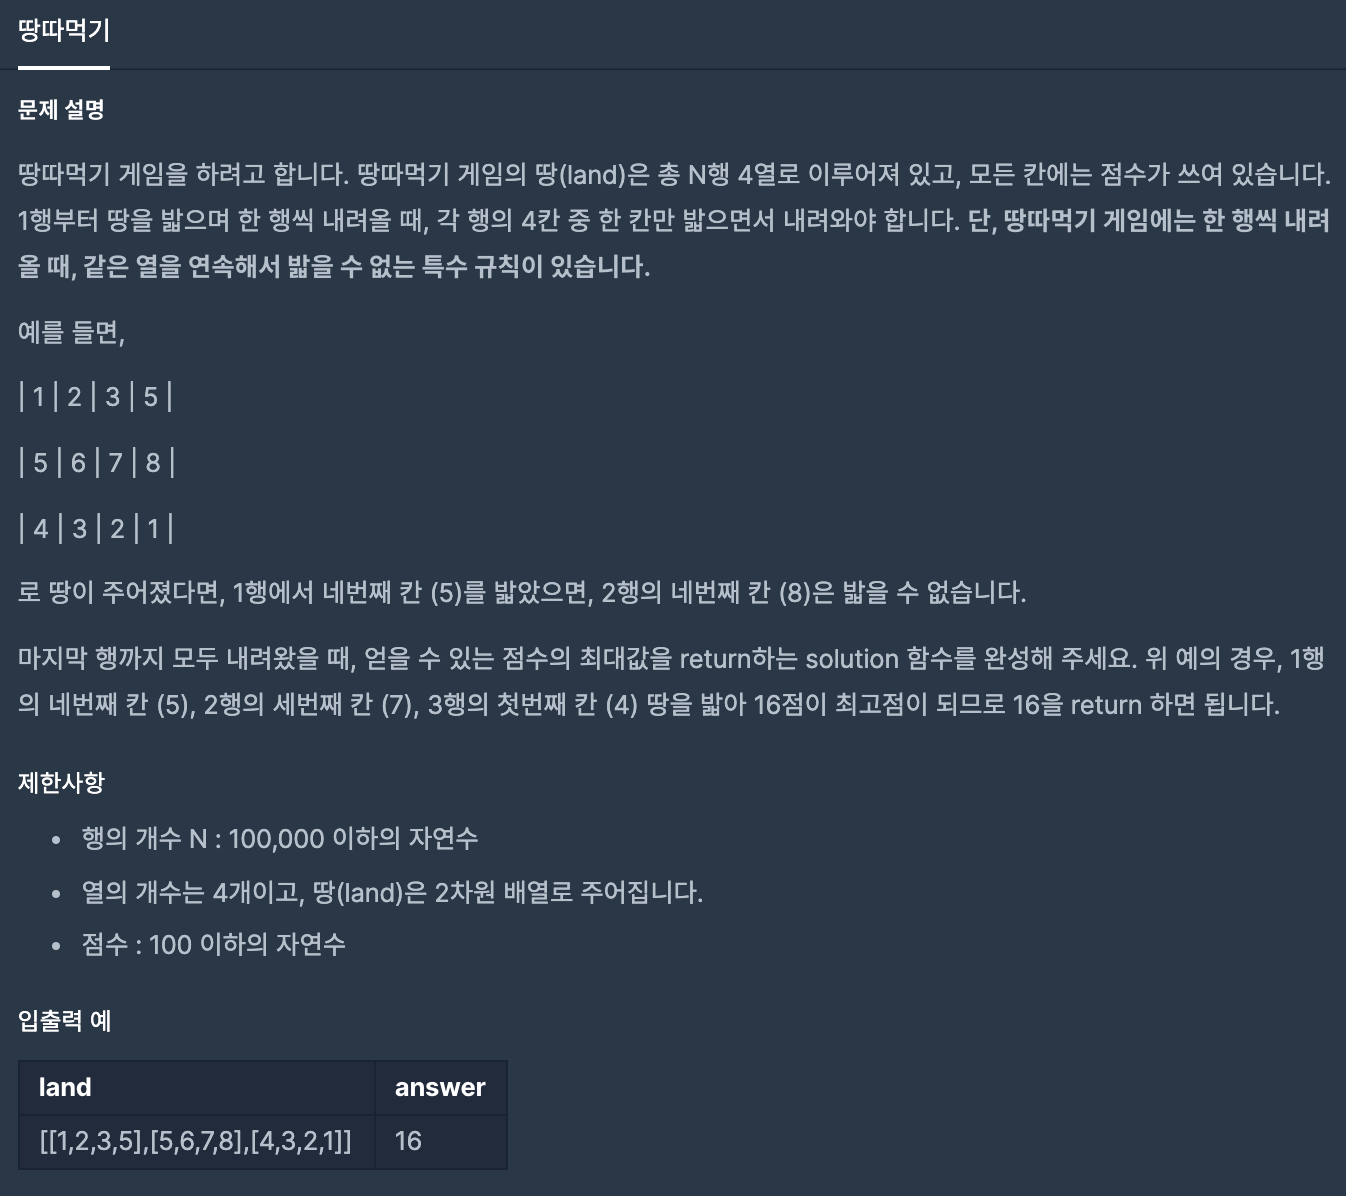 땅따먹기
문제 설명
땅따먹기 게임을 하려고 합니다. 땅따먹기 게임의 땅(land)은 총 N행 4열로 이루어져 있고, 모든 칸에는 점수가 쓰여 있습니다.
1행부터 땅을 밟으며 한 행씩 내려올 때, 각 행의 4칸 중 한 칸만 밟으면서 내려와야 합니다. 단, 땅따먹기 게임에는 한 행씩 내려
올 때, 같은 열을 연속해서 밟을 수 없는 특수 규칙이 있습니다.
예를 들면,
| 1 | 2 | 3 | 5 |
| 5 | 6 | 7 | 8 |
| 4 | 3 | 2 | 1 |
로 땅이 주어졌다면, 1행에서 네번째 칸 (5)를 밟았으면, 2행의 네번째 칸 (8)은 밟을 수 없습니다.
마지막 행까지 모두 내려왔을 때, 얻을 수 있는 점수의 최대값을 return하는 solution 함수를 완성해 주세요. 위 예의 경우, 1행
의 네번째 칸 (5), 2행의 세번째 칸 (7), 3행의 첫번째 칸 (4) 땅을 밟아 16점이 최고점이 되므로 16을 return 하면 됩니다.
제한사항
• 행의 개수 N : 100,000 이하의 자연수
• 열의 개수는 4개이고, 땅(land)은 2차원 배열로 주어집니다.
• 점수 : 100 이하의 자연수
입출력 예
land answer
[[1,2,3,5],[5,6,7,8],[4,3,2,1]] 16